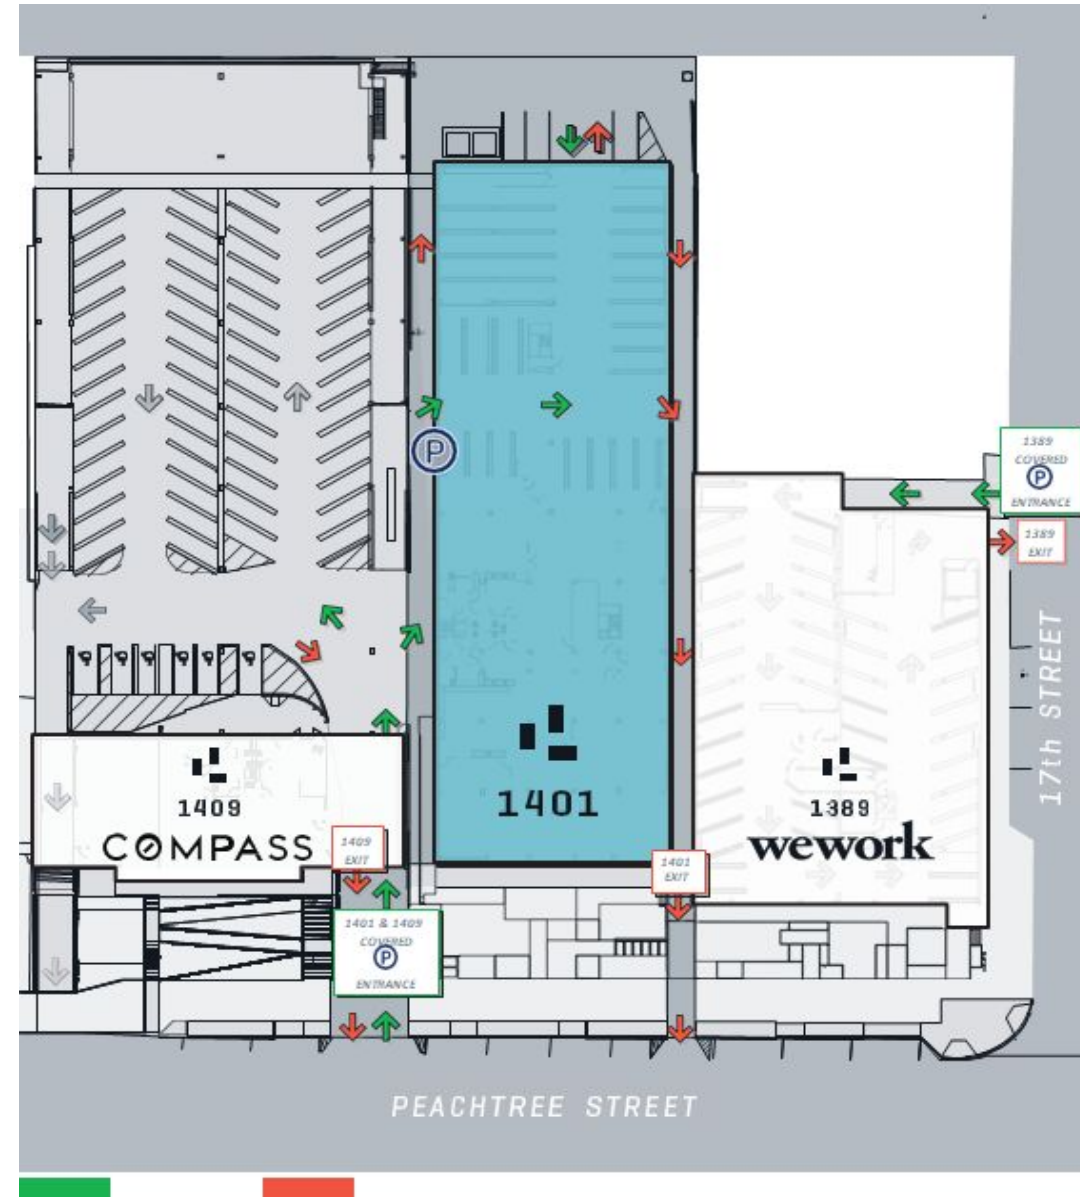 1389
COVERED
P
ENTRANCE
1389
EXIT
P
17th STREET
1409
COMPASS
1401
1389
wework
1409
EXIT
1401
EXIT
1401 & 1409
COVERED
P
ENTRANCE
PEACHTREE STREET